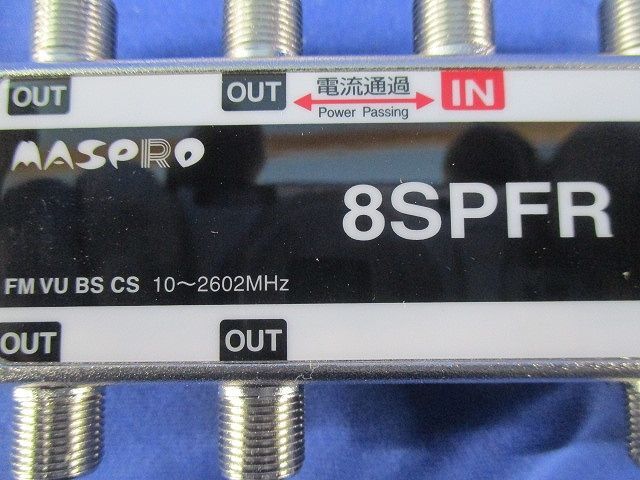 OUT OUT 電流通過 IN
Power Passing
MASPRO
8SPFR
FM VU BS CS 10～2602MHz
OUT OUT